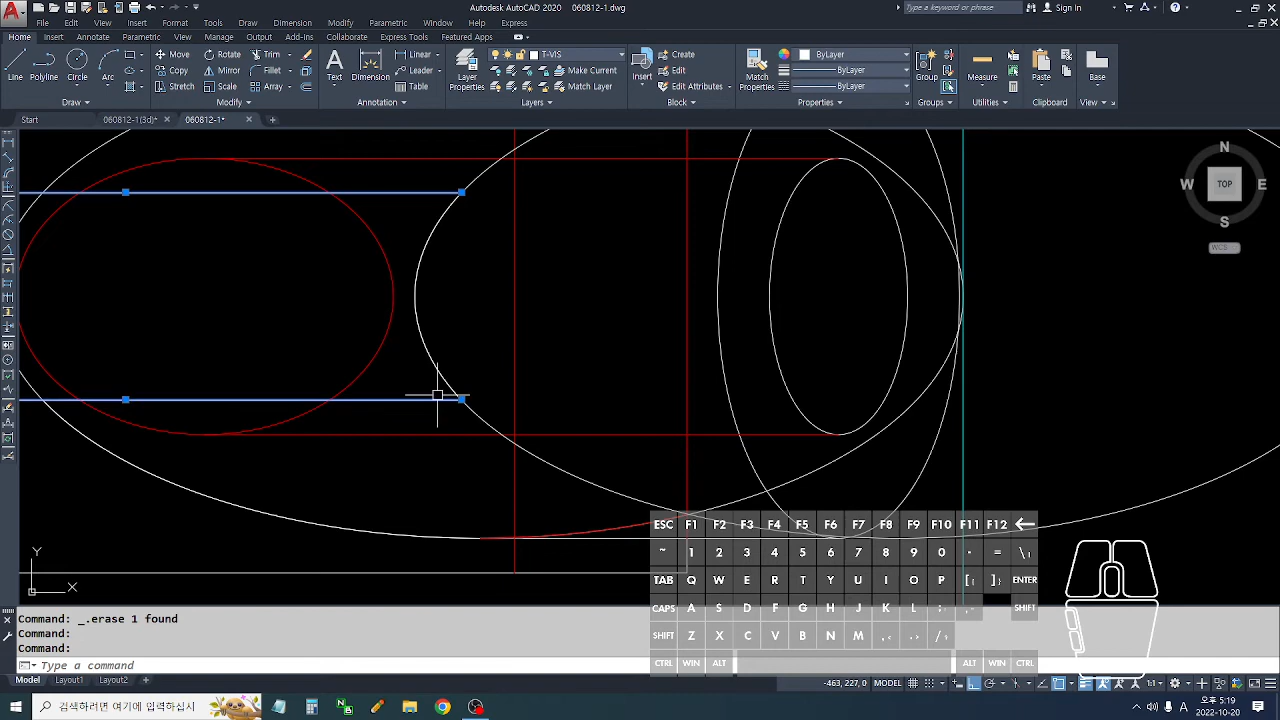 Autodesk AutoCAD 2020 060812-1.dwg
Type a keyword or phrase
Sign In
File Edit View Insert Format Tools Draw Dimension Modify Parametric Window Help Express
Home Insert Annotate Parametric View Manage Output Add-ins Collaborate Express Tools Featured Apps
Line Polyline Circle Arc
Move Rotate Trim
Copy Mirror Fillet
Stretch Scale Array
Text Dimension
Linear
Leader
Table
Layer Properties
T-VIS
Make Current
Match Layer
Insert
Create
Edit
Edit Attributes
Match Properties
ByLayer
ByLayer
ByLayer
Group
Measure
Paste
Base
Draw Modify Annotation Layers Block Properties Groups Utilities Clipboard View
Start 060812-1(3d)* 060812-1*
N
W TOP E
S
WCS
Y
X
ESC F1 F2 F3 F4 F5 F6 F7 F8 F9 F10 F11 F12
~ 1 2 3 4 5 6 7 8 9 0 - = \|
TAB Q W E R T Y U I O P [{ ]} ENTER
CAPS A S D F G H J K L ;: SHIFT
SHIFT Z X C V B N M ,< .> /?
CTRL WIN ALT ALT WIN CTRL
Command: _.erase 1 found
Command:
Command:
Type a command
Model Layout1 Layout2
-463, 227, 0 MODEL 1:1
검색하려면 여기에 입력하십시
오후 5:19
2022-10-20